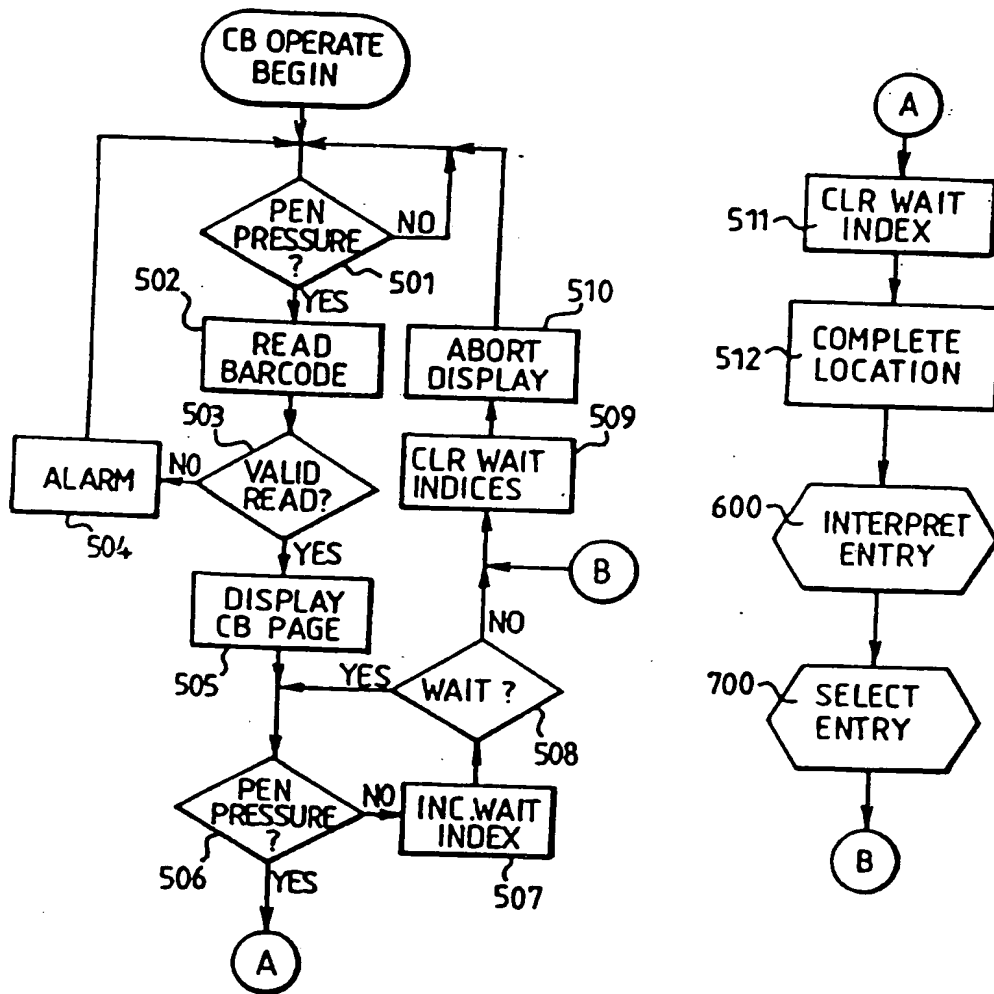 CB OPERATE
BEGIN
PEN
PRESSURE
?
NO
501
YES
502
READ
BARCODE
503
VALID
READ?
NO
ALARM
504
YES
DISPLAY
CB PAGE
505
PEN
PRESSURE
?
506
NO
YES
A
INC.WAIT
INDEX
507
WAIT ?
508
YES
NO
B
CLR WAIT
INDICES
509
ABORT
DISPLAY
510
A
CLR WAIT
INDEX
511
COMPLETE
LOCATION
512
INTERPRET
ENTRY
600
SELECT
ENTRY
700
B